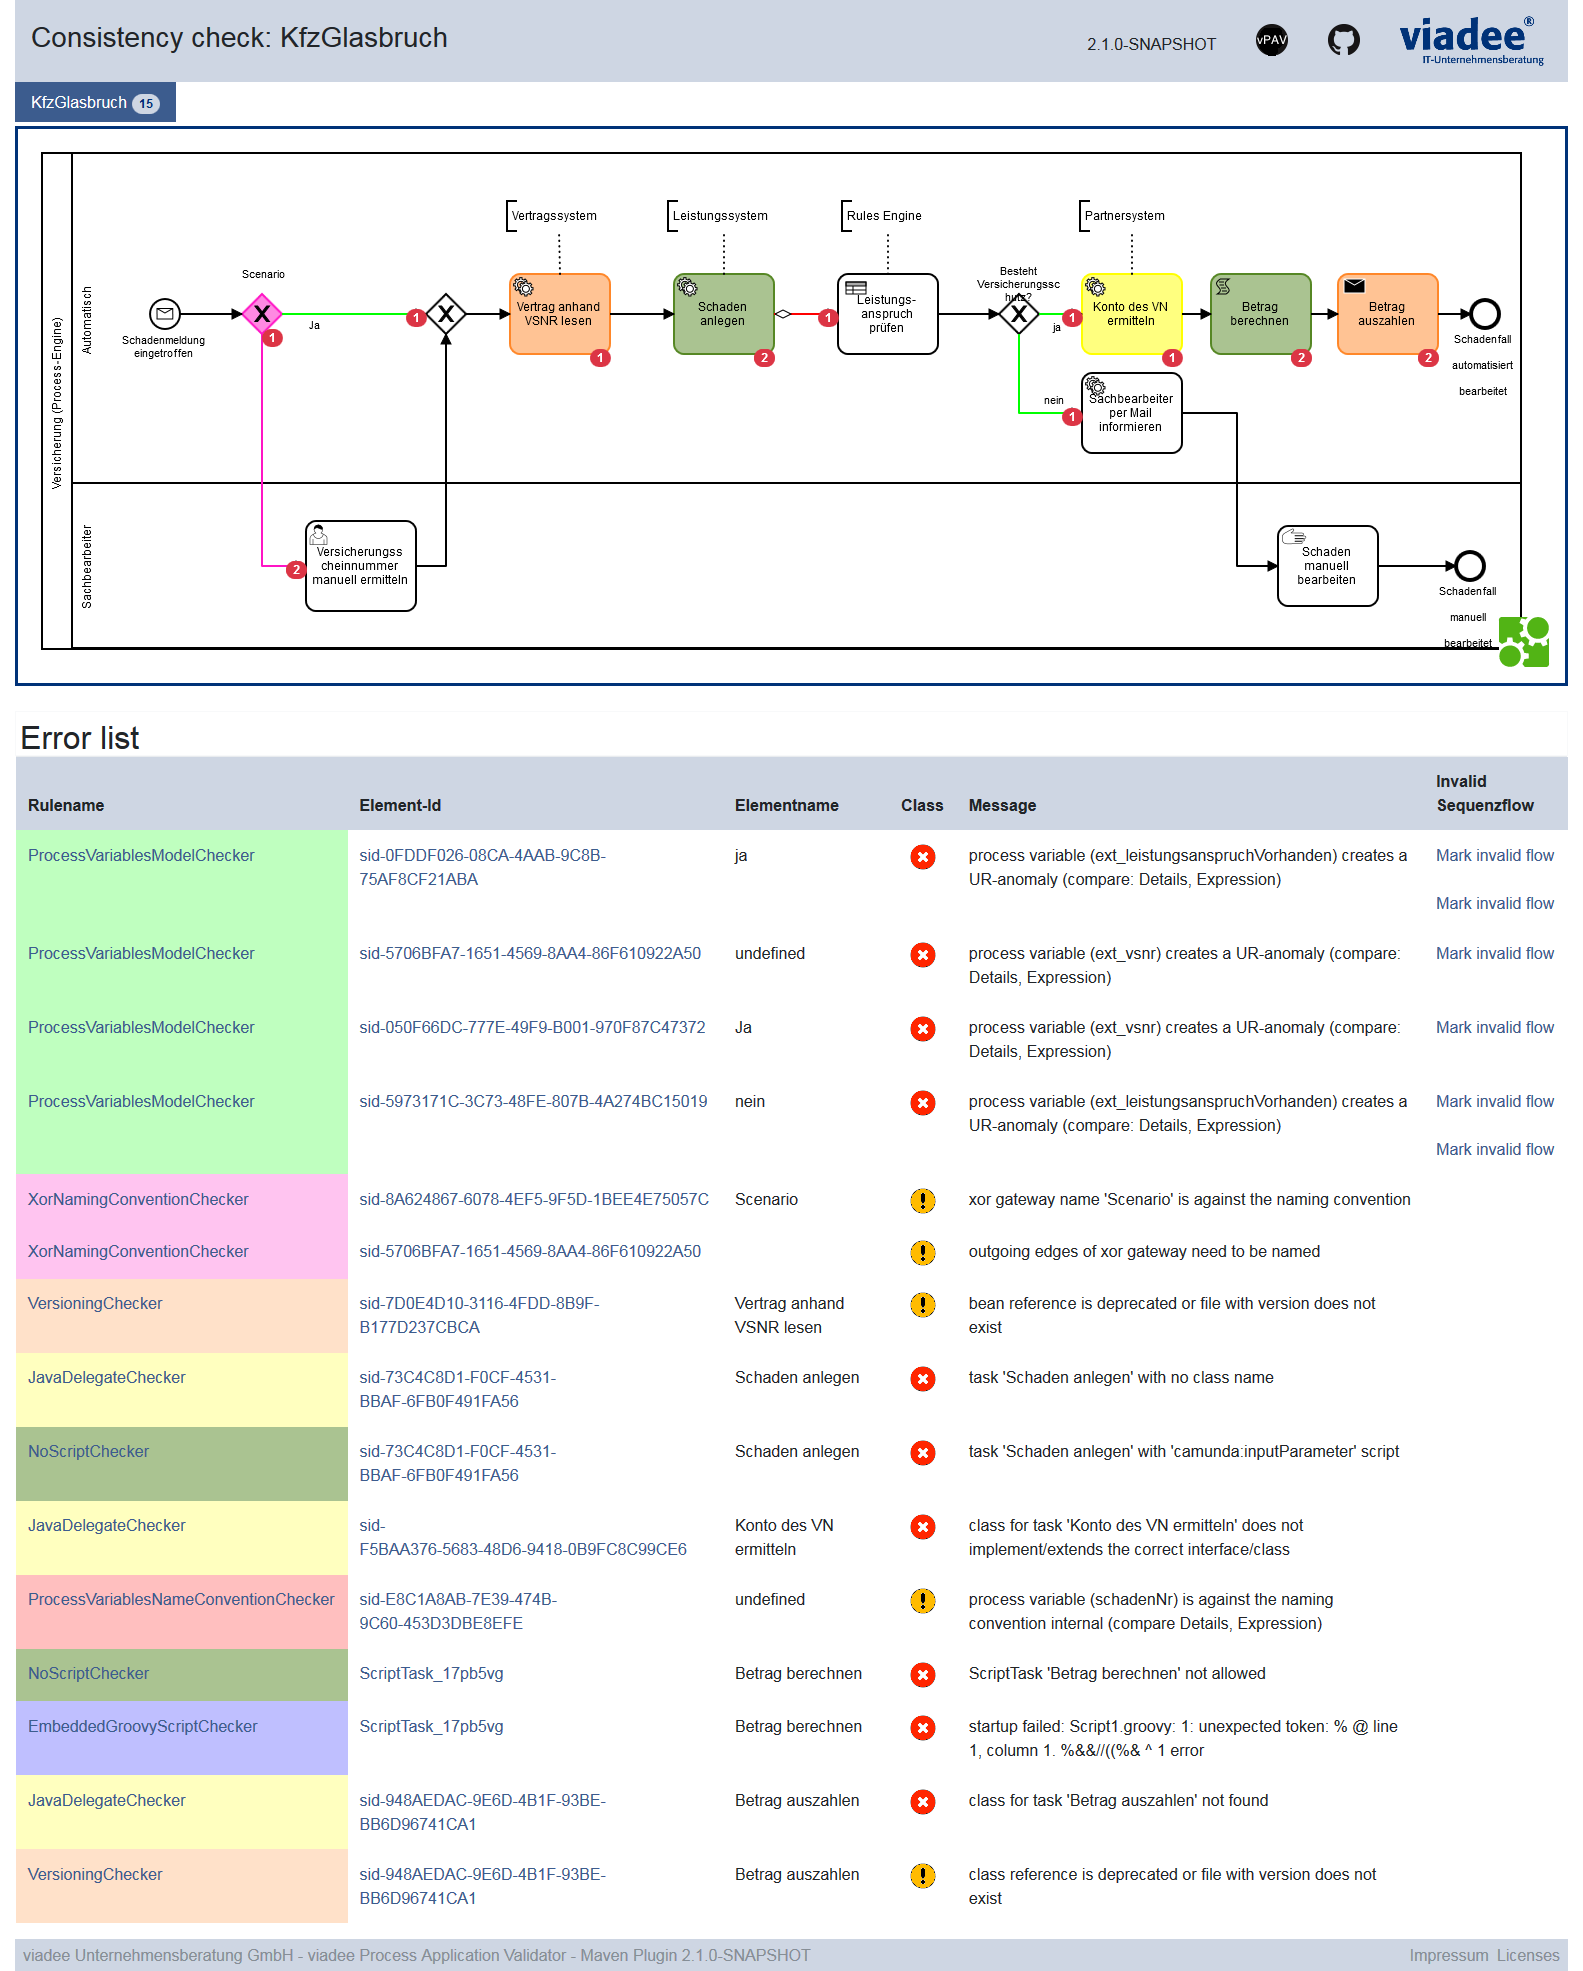 Consistency check: KfzGlasbruch
2.1.0-SNAPSHOT
vPAV
viadee®
IT-Unternehmensberatung
KfzGlasbruch 15
Versicherung (Process-Engine)
Automatisch
Sachbearbeiter
Vertragssystem
Leistungssystem
Rules Engine
Partnersystem
Scenario
Schadenmeldung
eingetroffen
X
1
Ja
1
X
Vertrag anhand
VSNR lesen
1
Schaden
anlegen
2
1
Leistungs-
anspruch
prüfen
Besteht
Versicherungssc
hutz?
X
ja
1
Konto des VN
ermitteln
1
Betrag
berechnen
2
Betrag
auszahlen
2
Schadenfall
automatisiert
bearbeitet
nein
1
Sachbearbeiter
per Mail
informieren
2
Versicherungss
cheinnummer
manuell ermitteln
Schaden
manuell
bearbeiten
Schadenfall
manuell
bearbeitet
Error list
Rulename Element-Id Elementname Class Message Invalid
Sequenzflow
ProcessVariablesModelChecker sid-0FDDF026-08CA-4AAB-9C8B- ja process variable (ext_leistungsanspruchVorhanden) creates a Mark invalid flow
75AF8CF21ABA UR-anomaly (compare: Details, Expression)
Mark invalid flow
ProcessVariablesModelChecker sid-5706BFA7-1651-4569-8AA4-86F610922A50 undefined process variable (ext_vsnr) creates a UR-anomaly (compare: Mark invalid flow
Details, Expression)
ProcessVariablesModelChecker sid-050F66DC-777E-49F9-B001-970F87C47372 Ja process variable (ext_vsnr) creates a UR-anomaly (compare: Mark invalid flow
Details, Expression)
ProcessVariablesModelChecker sid-5973171C-3C73-48FE-807B-4A274BC15019 nein process variable (ext_leistungsanspruchVorhanden) creates a Mark invalid flow
UR-anomaly (compare: Details, Expression)
Mark invalid flow
XorNamingConventionChecker sid-8A624867-6078-4EF5-9F5D-1BEE4E75057C Scenario xor gateway name 'Scenario' is against the naming convention
XorNamingConventionChecker sid-5706BFA7-1651-4569-8AA4-86F610922A50 outgoing edges of xor gateway need to be named
VersioningChecker sid-7D0E4D10-3116-4FDD-8B9F- Vertrag anhand bean reference is deprecated or file with version does not
B177D237CBCA VSNR lesen exist
JavaDelegateChecker sid-73C4C8D1-F0CF-4531- Schaden anlegen task 'Schaden anlegen' with no class name
BBAF-6FB0F491FA56
NoScriptChecker sid-73C4C8D1-F0CF-4531- Schaden anlegen task 'Schaden anlegen' with 'camunda:inputParameter' script
BBAF-6FB0F491FA56
JavaDelegateChecker sid- Konto des VN class for task 'Konto des VN ermitteln' does not
F5BAA376-5683-48D6-9418-0B9FC8C99CE6 ermitteln implement/extends the correct interface/class
ProcessVariablesNameConventionChecker sid-E8C1A8AB-7E39-474B- undefined process variable (schadenNr) is against the naming
9C60-453D3DBE8EFE convention internal (compare Details, Expression)
NoScriptChecker ScriptTask_17pb5vg Betrag berechnen ScriptTask 'Betrag berechnen' not allowed
EmbeddedGroovyScriptChecker ScriptTask_17pb5vg Betrag berechnen startup failed: Script1.groovy: 1: unexpected token: % @ line
1, column 1. %&&//((%& ^ 1 error
JavaDelegateChecker sid-948AEDAC-9E6D-4B1F-93BE- Betrag auszahlen class for task 'Betrag auszahlen' not found
BB6D96741CA1
VersioningChecker sid-948AEDAC-9E6D-4B1F-93BE- Betrag auszahlen class reference is deprecated or file with version does not
BB6D96741CA1 exist
viadee Unternehmensberatung GmbH - viadee Process Application Validator - Maven Plugin 2.1.0-SNAPSHOT Impressum Licenses